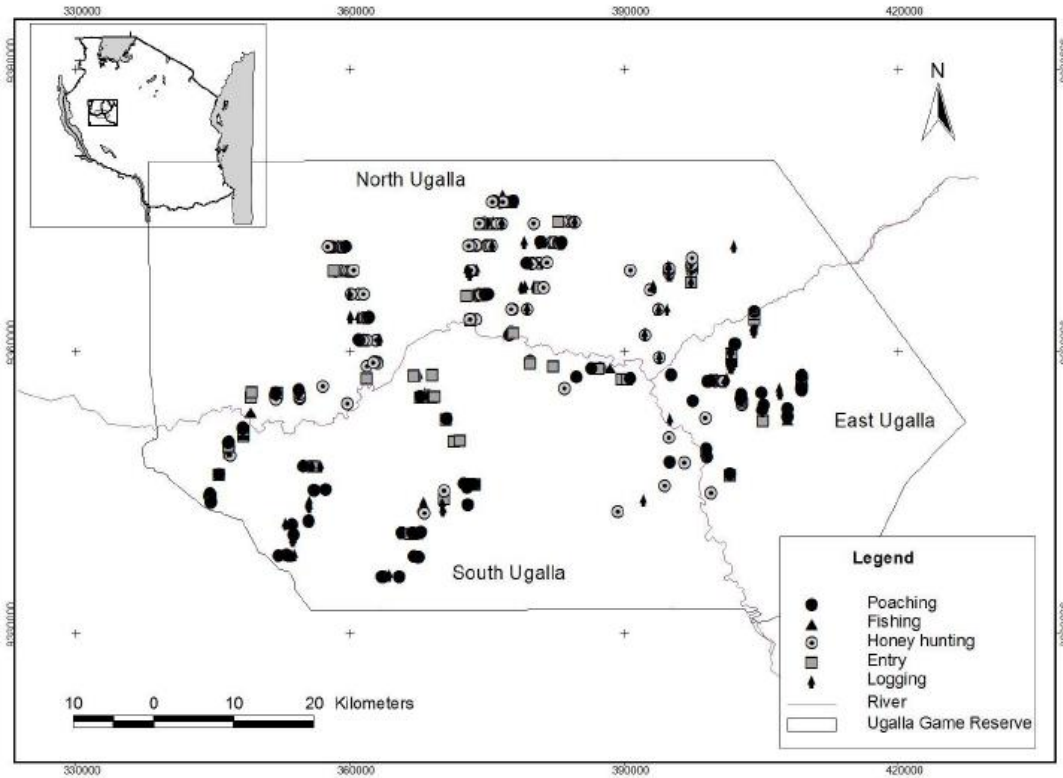 330000 360000 390000 420000
N
North Ugalla
East Ugalla
South Ugalla
Legend
Poaching
Fishing
Honey hunting
Entry
Logging
River
Ugalla Game Reserve
10 0 10 20 Kilometers
330000 360000 390000 420000